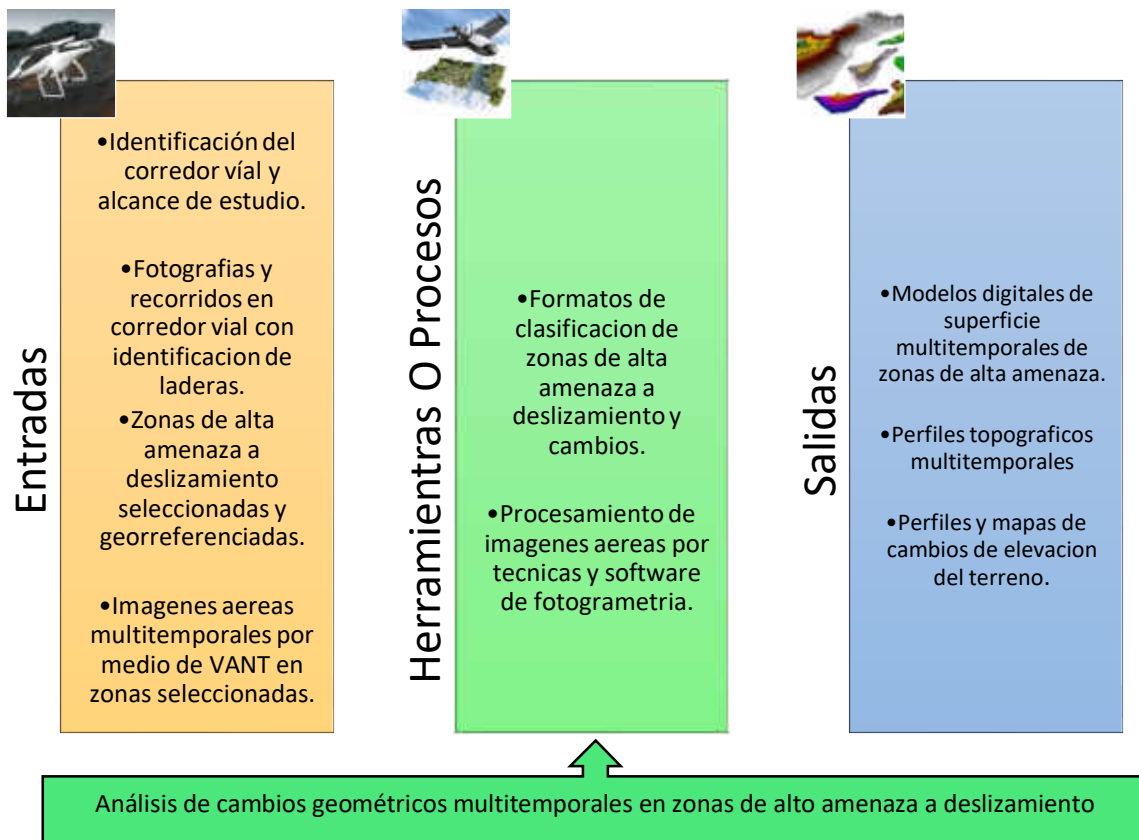 Entradas
•Identificación del
corredor víal y
alcance de estudio.
•Fotografias y
recorridos en
corredor vial con
identificacion de
laderas.
•Zonas de alta
amenaza a
deslizamiento
seleccionadas y
georreferenciadas.
•Imagenes aereas
multitemporales por
medio de VANT en
zonas seleccionadas.
Herramientras O Procesos
•Formatos de
clasificacion de
zonas de alta
amenaza a
deslizamiento y
cambios.
•Procesamiento de
imagenes aereas por
tecnicas y software
de fotogrametria.
Salidas
•Modelos digitales de
superficie
multitemporales de
zonas de alta amenaza.
•Perfiles topograficos
multitemporales
•Perfiles y mapas de
cambios de elevacion
del terreno.
Análisis de cambios geométricos multitemporales en zonas de alto amenaza a deslizamiento